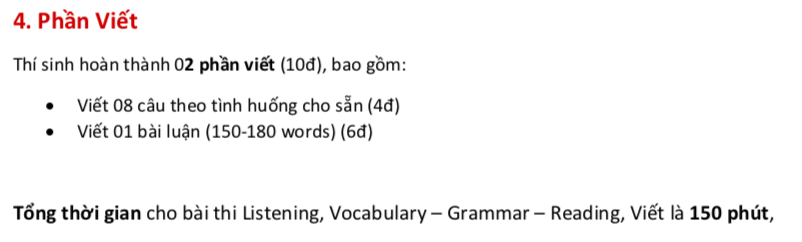 4. Phần Viết
Thí sinh hoàn thành 02 phần viết (10đ), bao gồm:
• Viết 08 câu theo tình huống cho sẵn (4đ)
• Viết 01 bài luận (150-180 words) (6đ)
Tổng thời gian cho bài thi Listening, Vocabulary – Grammar – Reading, Viết là 150 phút,